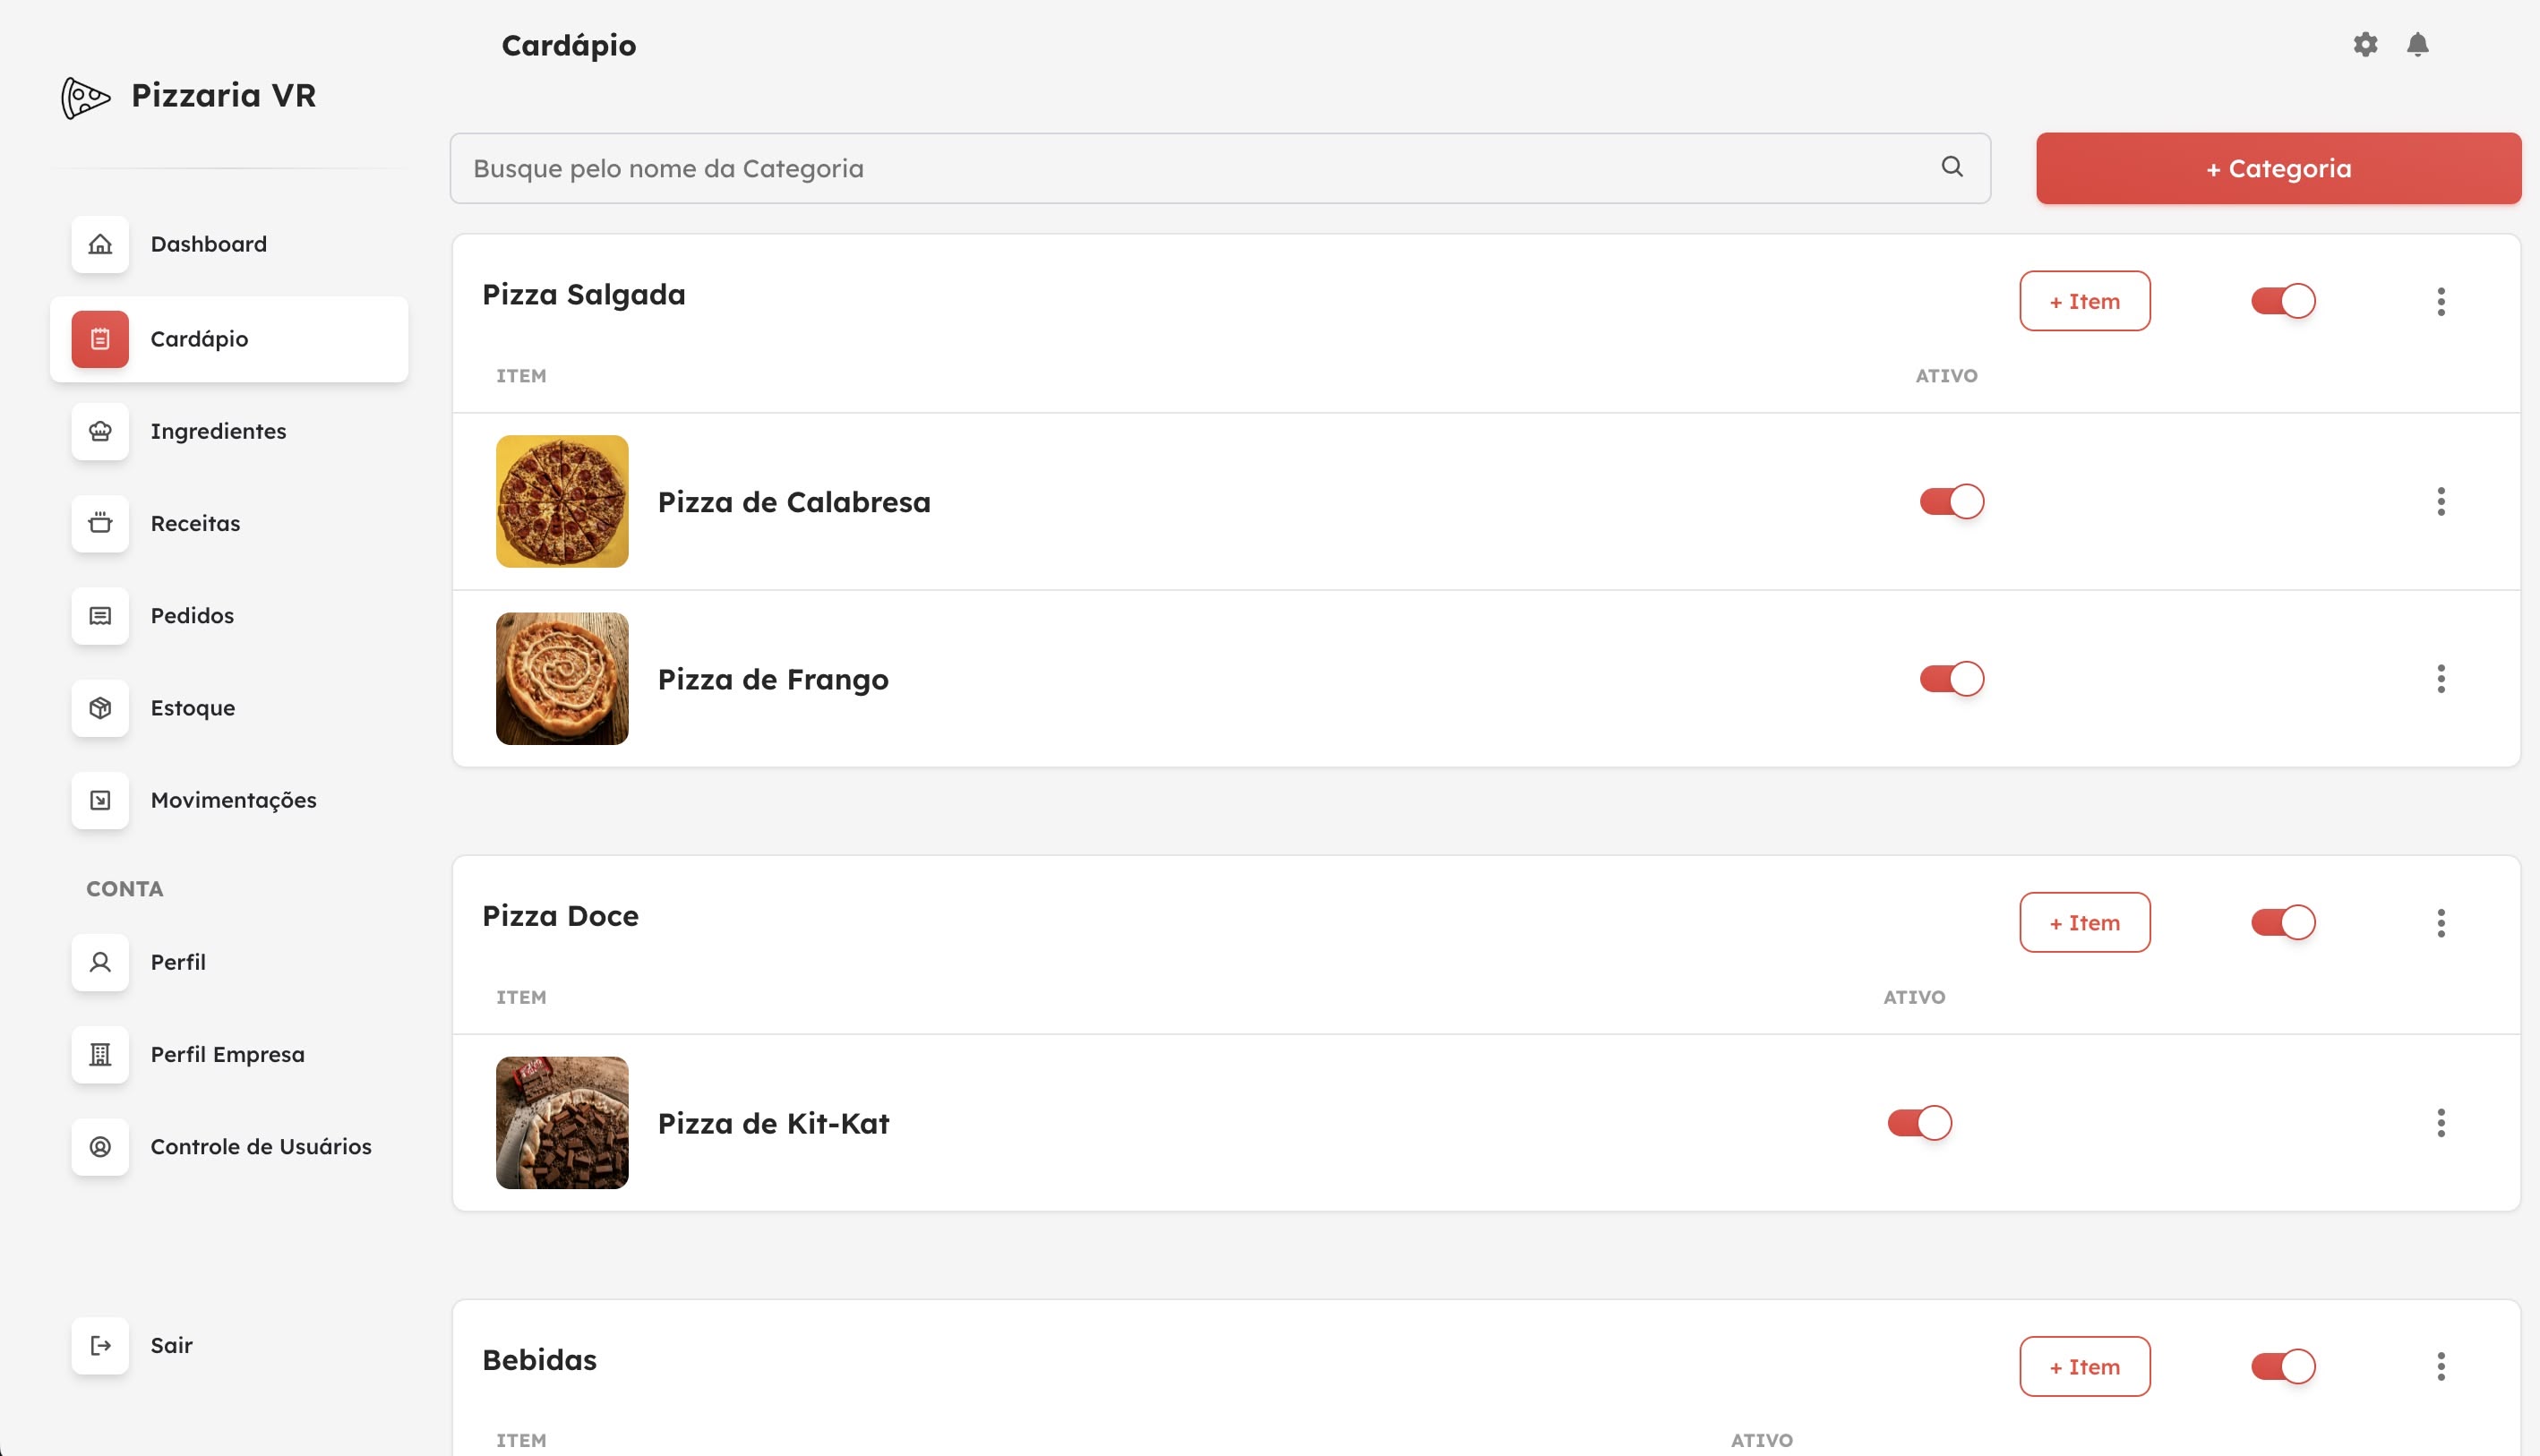 Cardápio
Pizzaria VR
Busque pelo nome da Categoria
+ Categoria
Dashboard
Cardápio
Ingredientes
Receitas
Pedidos
Estoque
Movimentações
CONTA
Perfil
Perfil Empresa
Controle de Usuários
Sair
Pizza Salgada
+ Item
ITEM ATIVO
Pizza de Calabresa
Pizza de Frango
Pizza Doce
+ Item
ITEM ATIVO
Pizza de Kit-Kat
Bebidas
+ Item
ITEM ATIVO